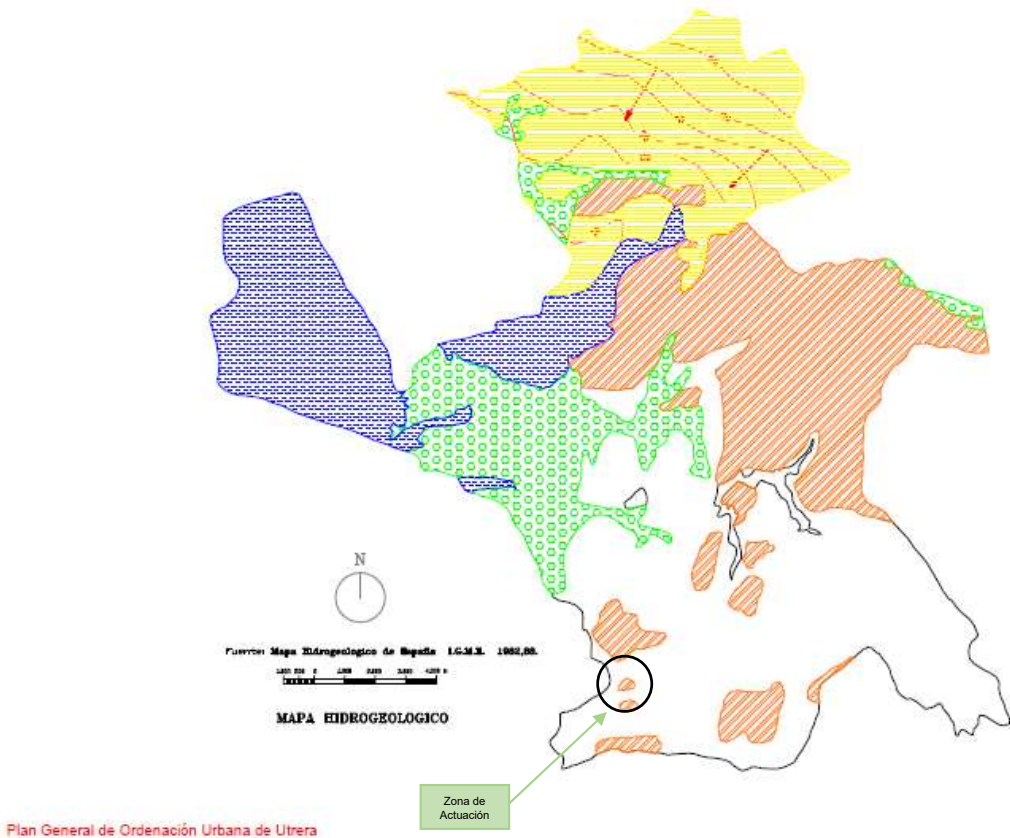 N
Fuente: Mapa Hidrogeologico de España I.G.M.E. 1982,88.
MAPA HIDROGEOLOGICO
Zona de
Actuación
Plan General de Ordenación Urbana de Utrera